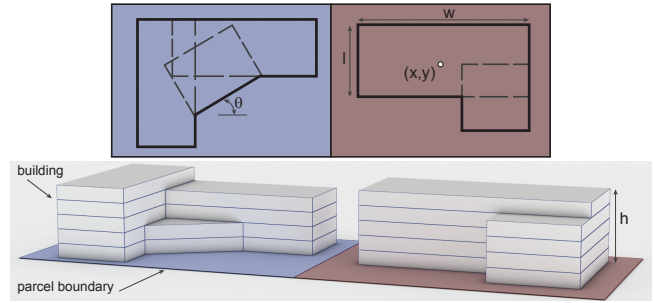 w
l
(x,y)
θ
building
h
parcel boundary